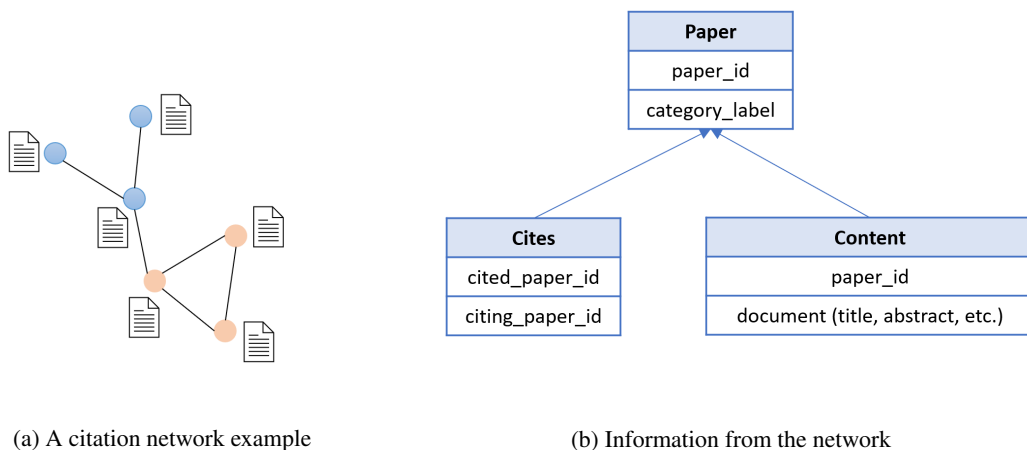 Paper
paper_id
category_label
Cites
cited_paper_id
citing_paper_id
Content
paper_id
document (title, abstract, etc.)
(a) A citation network example
(b) Information from the network